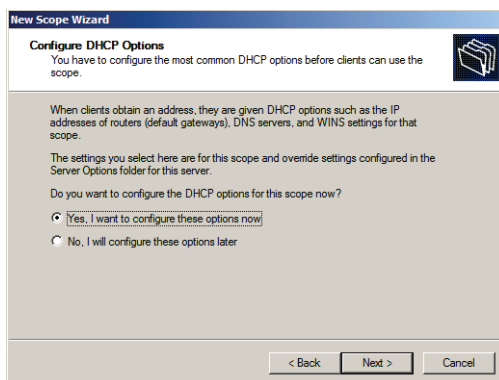 New Scope Wizard
Configure DHCP Options
You have to configure the most common DHCP options before clients can use the
scope.
When clients obtain an address, they are given DHCP options such as the IP
addresses of routers (default gateways), DNS servers, and WINS settings for that
scope.
The settings you select here are for this scope and override settings configured in the
Server Options folder for this server.
Do you want to configure the DHCP options for this scope now?
Yes, I want to configure these options now
No, I will configure these options later
< Back Next > Cancel